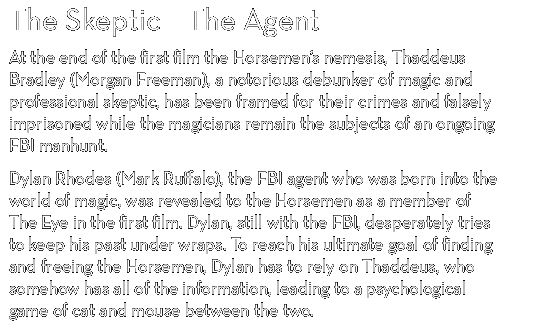 The Skeptic The Agent
At the end of the first film the Horsemen's nemesis, Thaddeus
Bradley (Morgan Freeman), a notorious debunker of magic and
professional skeptic, has been framed for their crimes and falsely
imprisoned while the magicians remain the subjects of an ongoing
FBI manhunt.
Dylan Rhodes (Mark Ruffalo), the FBI agent who was born into the
world of magic, was revealed to the Horsemen as a member of
The Eye in the first film. Dylan, still with the FBI, desperately tries
to keep his past under wraps. To reach his ultimate goal of finding
and freeing the Horsemen, Dylan has to rely on Thaddeus, who
somehow has all of the information, leading to a psychological
game of cat and mouse between the two.